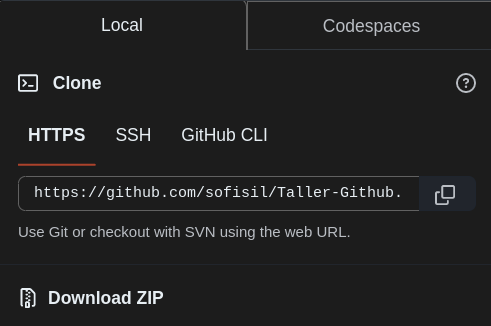 Local
Codespaces
Clone
HTTPS SSH GitHub CLI
https://github.com/sofisil/Taller-Github.
Use Git or checkout with SVN using the web URL.
Download ZIP